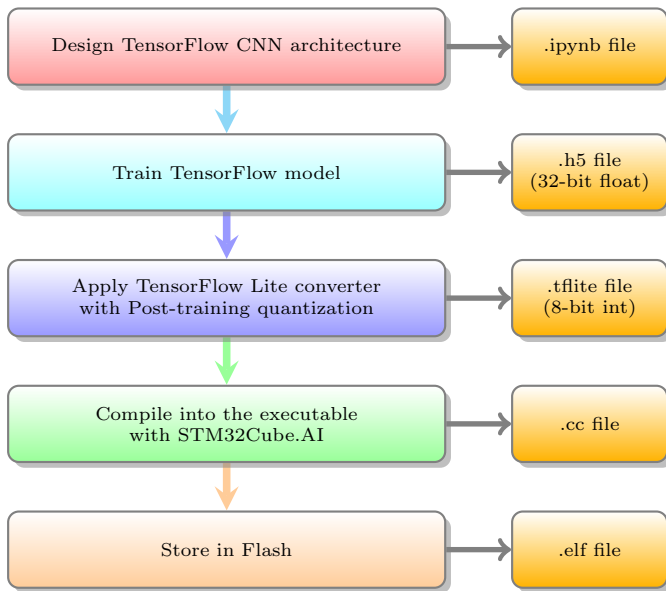 Design TensorFlow CNN architecture
.ipynb file
Train TensorFlow model
.h5 file
(32-bit float)
Apply TensorFlow Lite converter
with Post-training quantization
.tflite file
(8-bit int)
Compile into the executable
with STM32Cube.AI
.cc file
Store in Flash
.elf file